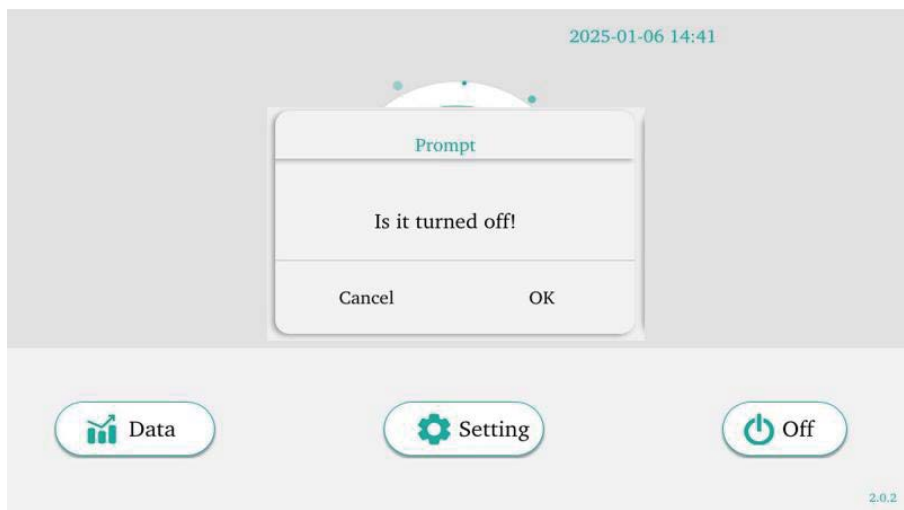 2025-01-06 14:41
Prompt
Is it turned off!
Cancel OK
Data Setting Off
2.0.2